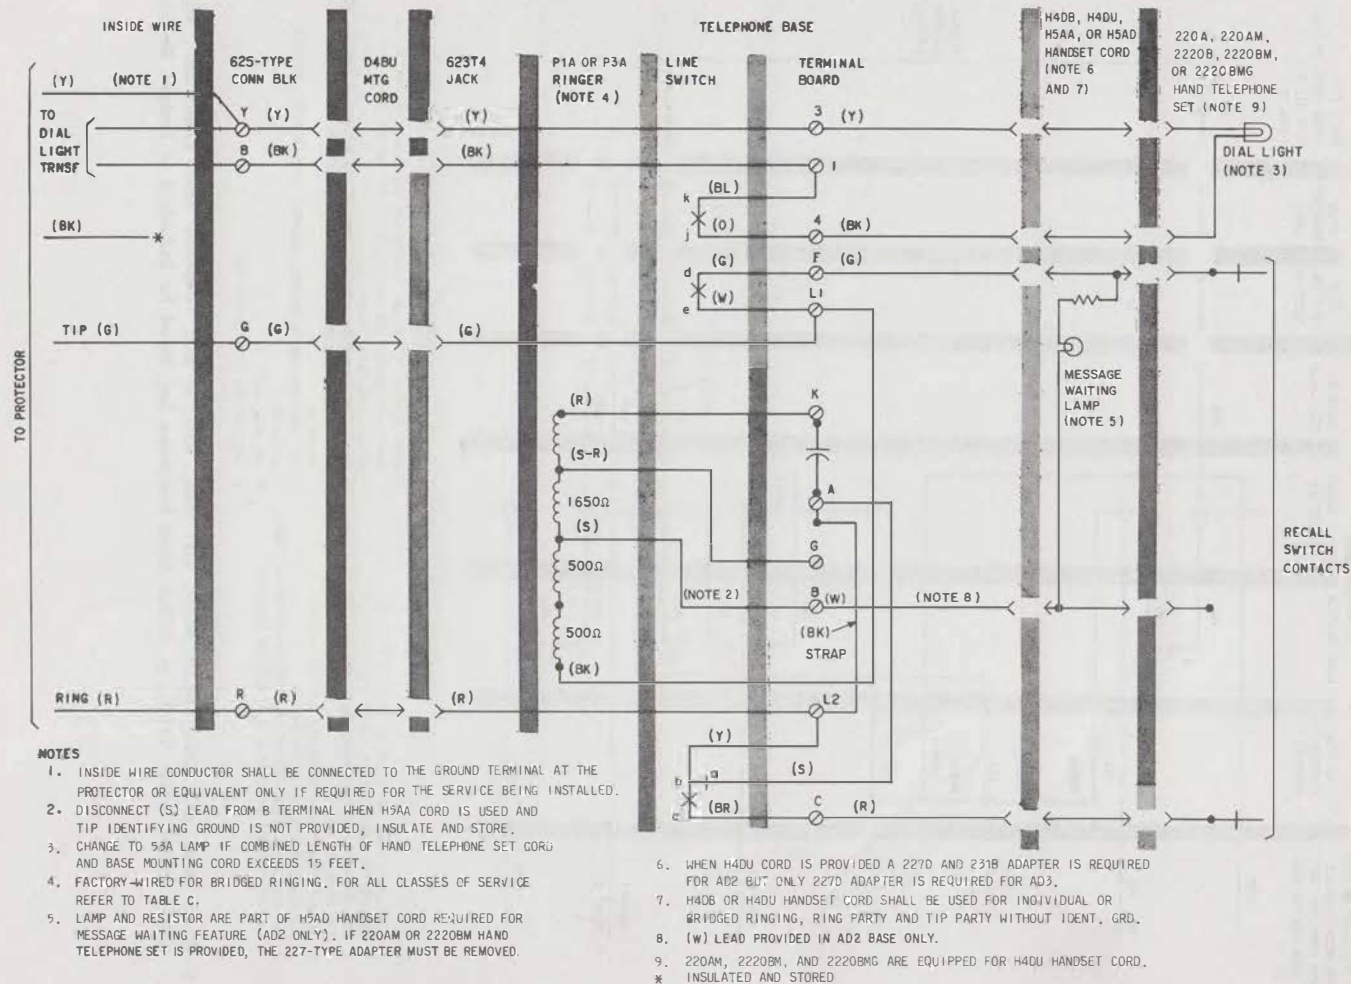 INSIDE WIRE
TELEPHONE BASE
625-TYPE
CONN BLK
D4BU
MTG
CORD
623T4
JACK
P1A OR P3A
RINGER
(NOTE 4)
LINE
SWITCH
TERMINAL
BOARD
H4DB, H4DU,
H5AA, OR H5AD
HANDSET CORD
(NOTE 6
AND 7)
220A, 220AM,
2220B, 2220BM,
OR 2220BMG
HAND TELEPHONE
SET (NOTE 9)
(Y) (NOTE 1)
TO
DIAL
LIGHT
TRNSF
Y (Y)
(Y)
3 (Y)
B (BK)
(BK)
1
DIAL LIGHT
(NOTE 3)
(BK) *
k (BL)
j (O)
4 (BK)
d (G)
F (G)
e (W)
L1
TIP (G)
G (G)
(G)
TO PROTECTOR
MESSAGE
WAITING
LAMP
(NOTE 5)
(R)
K
(S-R)
1650Ω
A
(S)
G
500Ω
(NOTE 2)
B (W)
(NOTE 8)
500Ω
(BK)
STRAP
(BK)
RECALL
SWITCH
CONTACTS
RING (R)
R (R)
(R)
L2
(Y)
b a (S)
c (BR)
C (R)
NOTES
1. INSIDE WIRE CONDUCTOR SHALL BE CONNECTED TO THE GROUND TERMINAL AT THE
PROTECTOR OR EQUIVALENT ONLY IF REQUIRED FOR THE SERVICE BEING INSTALLED.
2. DISCONNECT (S) LEAD FROM B TERMINAL WHEN H5AA CORD IS USED AND
TIP IDENTIFYING GROUND IS NOT PROVIDED, INSULATE AND STORE.
3. CHANGE TO 53A LAMP IF COMBINED LENGTH OF HAND TELEPHONE SET CORD
AND BASE MOUNTING CORD EXCEEDS 15 FEET.
4. FACTORY-WIRED FOR BRIDGED RINGING. FOR ALL CLASSES OF SERVICE
REFER TO TABLE C.
5. LAMP AND RESISTOR ARE PART OF H5AD HANDSET CORD REQUIRED FOR
MESSAGE WAITING FEATURE (AD2 ONLY). IF 220AM OR 2220BM HAND
TELEPHONE SET IS PROVIDED, THE 227-TYPE ADAPTER MUST BE REMOVED.
6. WHEN H4DU CORD IS PROVIDED A 227D AND 231B ADAPTER IS REQUIRED
FOR AD2 BUT ONLY 227D ADAPTER IS REQUIRED FOR AD3.
7. H4DB OR H4DU HANDSET CORD SHALL BE USED FOR INDIVIDUAL OR
BRIDGED RINGING, RING PARTY AND TIP PARTY WITHOUT IDENT. GRD.
8. (W) LEAD PROVIDED IN AD2 BASE ONLY.
9. 220AM, 2220BM, AND 2220BMG ARE EQUIPPED FOR H4DU HANDSET CORD.
* INSULATED AND STORED